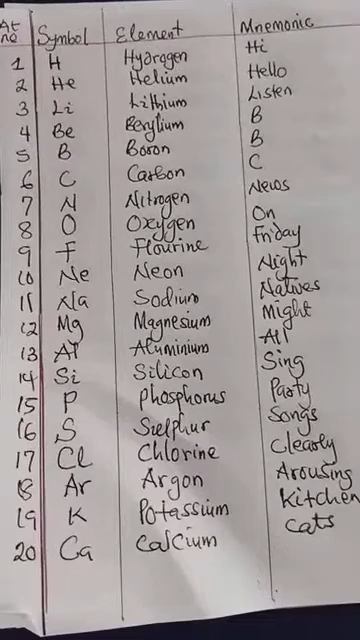 At no Symbol Element Mnemonic
1 H Hydrogen Hi
2 He Helium Hello
3 Li Lithium Listen
4 Be Berylium B
5 B Boron B
6 C Carbon C
7 N Nitrogen News
8 O Oxygen On
9 F Flourine Friday
10 Ne Neon Night
11 Na Sodium Natives
12 Mg Magnesium Might
13 Al Aluminium All
14 Si Silicon Sing
15 P phosphorus Party
16 S Sulphur Songs
17 Cl Chlorine Clearly
18 Ar Argon Arousing
19 K Potassium Kitchen
20 Ca Calcium Cats